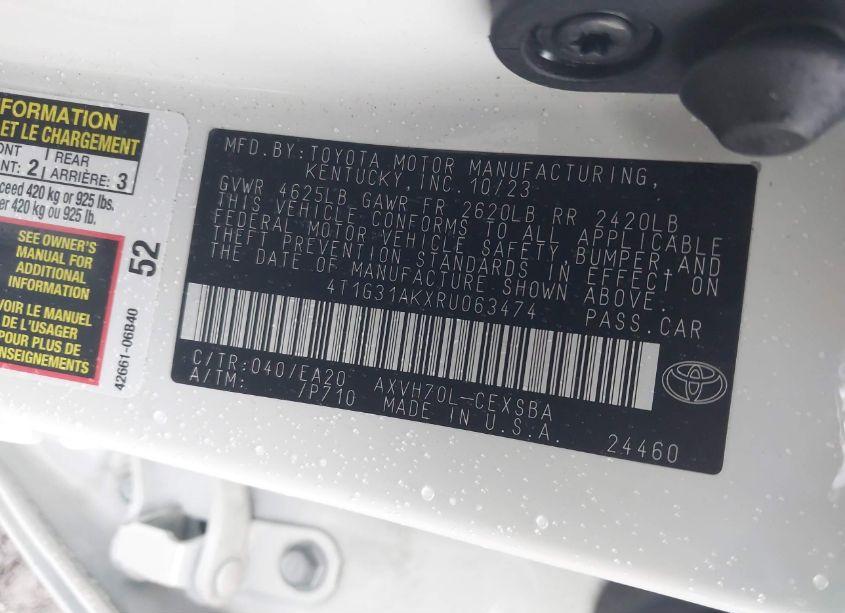 FORMATION
ET LE CHARGEMENT
ONT
NT: 2
REAR
ARRIÈRE: 3
ceed 420 kg or 925 lbs.
er 420 kg ou 925 lb.
SEE OWNER'S
MANUAL FOR
ADDITIONAL
INFORMATION
VOIR LE MANUEL
DE L'USAGER
POUR PLUS DE
NSEIGNEMENTS
52
42661-06B40
MFD.BY:TOYOTA MOTOR MANUFACTURING,
KENTUCKY, INC. 10/23
GVWR 4625LB GAWR FR 2620LB RR 2420LB
THIS VEHICLE CONFORMS TO ALL APPLICABLE
FEDERAL MOTOR VEHICLE SAFETY, BUMPER, AND
THEFT PREVENTION STANDARDS IN EFFECT ON
THE DATE OF MANUFACTURE SHOWN ABOVE.
4T1G31AKXRU063474 PASS.CAR
C/TR:040/EA20 AXVH70L-CEXSBA
A/TM: /P710 MADE IN U.S.A.
24460